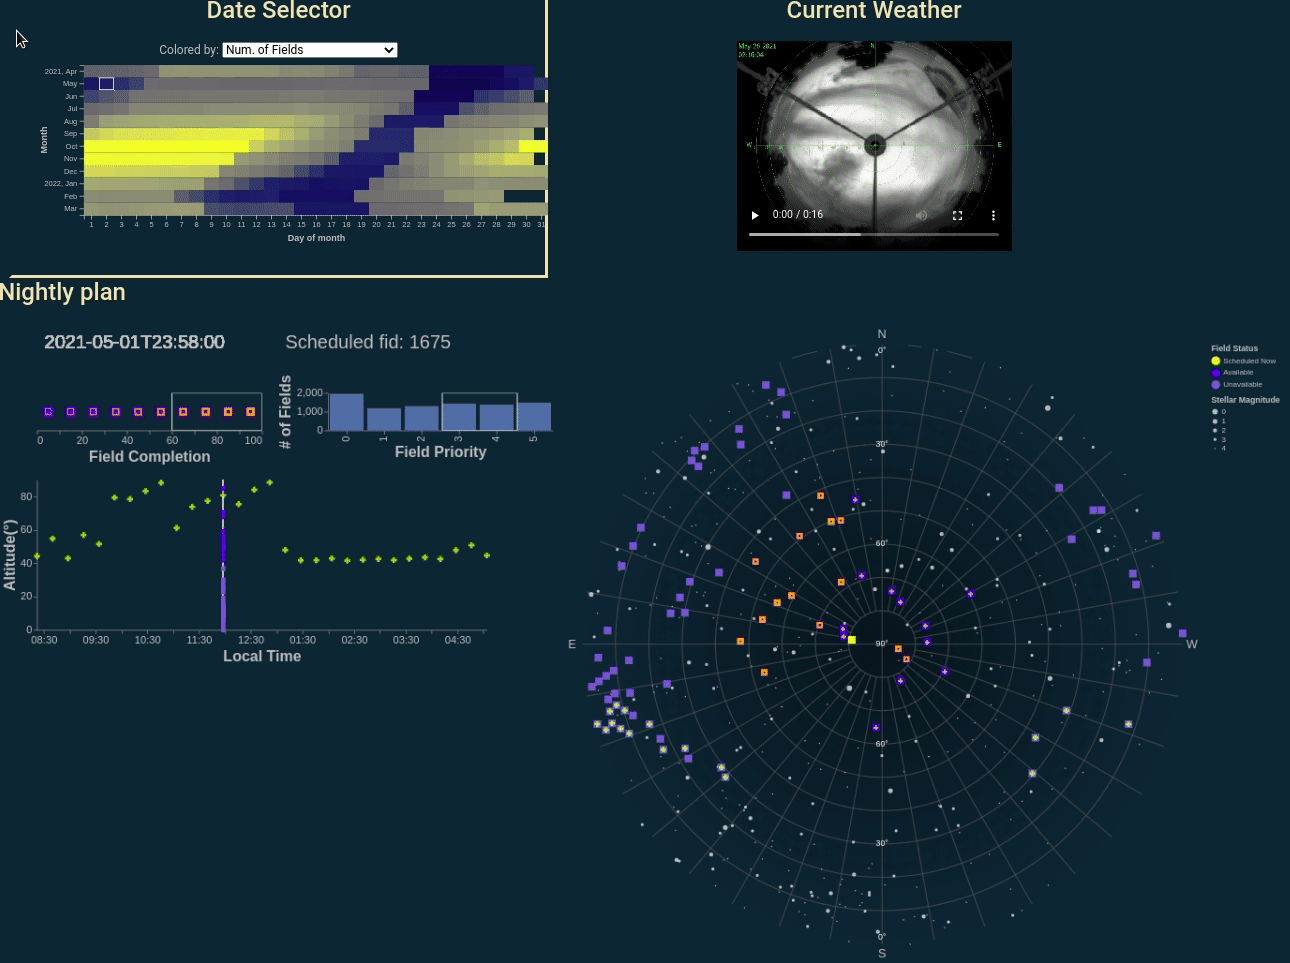 Date Selector
Colored by: Num. of Fields
2021, Apr
May
Jun
Jul
Aug
Sep
Oct
Nov
Dec
2022, Jan
Feb
Mar
Month
1 2 3 4 5 6 7 8 9 10 11 12 13 14 15 16 17 18 19 20 21 22 23 24 25 26 27 28 29 30 31
Day of month
Current Weather
May 26 2021
02:16:04
N
W
E
0:00 / 0:16
Nightly plan
2021-05-01T23:58:00
Scheduled fid: 1675
0 20 40 60 80 100
Field Completion
# of Fields
2,000
1,000
0
0 1 2 3 4 5
Field Priority
Altitude(°)
80
60
40
20
0
08:30 09:30 10:30 11:30 12:30 01:30 02:30 03:30 04:30
Local Time
N
0°
30°
60°
E
90°
W
60°
30°
0°
S
Field Status
Scheduled Now
Available
Unavailable
Stellar Magnitude
0
1
2
3
4